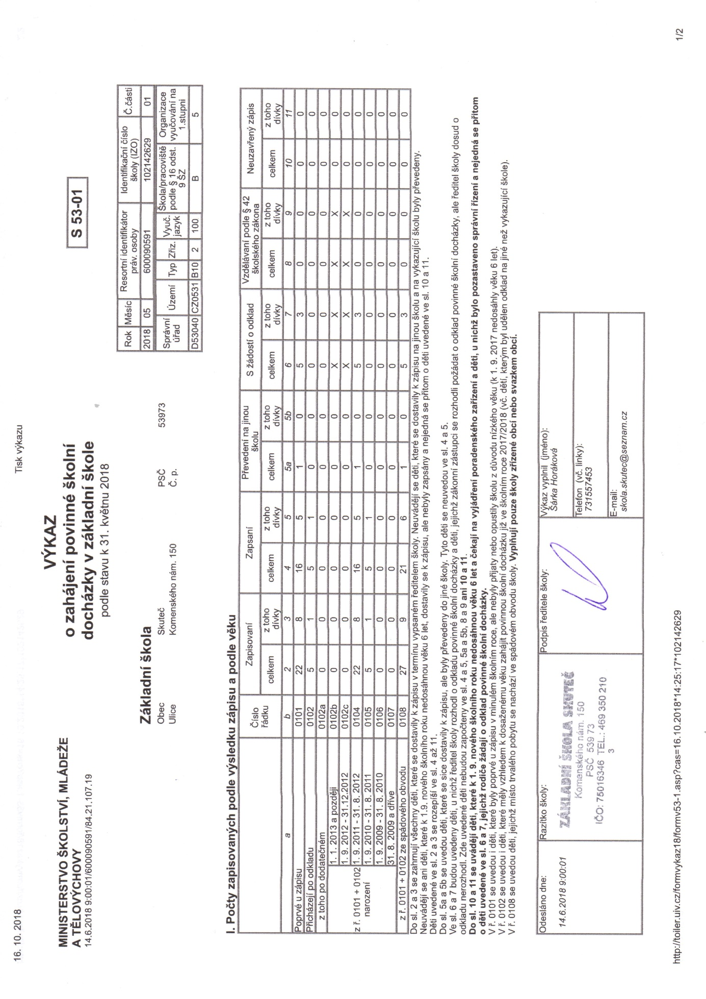 16. 10. 2018
Tisk výkazu
MINISTERSTVO ŠKOLSTVÍ, MLÁDEŽE
A TĚLOVÝCHOVY
14.6.2018 9:00:01/600090591/84.21.107.19
VÝKAZ
o zahájení povinné školní
docházky v základní škole
podle stavu k 31. květnu 2018
S 53-01
Rok Měsíc Resortní identifikátor práv. osoby Identifikační číslo školy (IZO) Č.části
2018 05 600090591 102142629 01
Správní úřad Území Typ Zřiz. Vyuč. jazyk Škola/pracoviště podle § 16 odst. 9 ŠZ Organizace vyučování na 1.stupni
D53040 CZ0531 B10 2 100 B 5
Základní škola
Obec Skuteč PSČ 53973
Ulice Komenského nám. 150 Č. p.
I. Počty zapisovaných podle výsledku zápisu a podle věku
Číslo řádku Zapisovaní Zapsaní Převedení na jinou školu S žádostí o odklad Vzdělávaní podle § 42 školského zákona Neuzavřený zápis
celkem z toho dívky celkem z toho dívky celkem z toho dívky celkem z toho dívky celkem z toho dívky celkem z toho dívky
a b 2 3 4 5 5a 5b 6 7 8 9 10 11
Poprvé u zápisu 0101 22 8 16 5 1 0 5 3 0 0 0 0
Přicházejí po odkladu 0102 5 1 5 1 0 0 0 0 0 0 0 0
z toho po dodatečném 0102a 0 0 0 0 0 0 0 0 0 0 0 0
z ř. 0101 + 0102 narození
1. 1. 2013 a později 0102b 0 0 0 0 0 0 X X X X 0 0
1. 9. 2012 - 31.12.2012 0102c 0 0 0 0 0 0 X X X X 0 0
1. 9. 2011 - 31. 8. 2012 0104 22 8 16 5 1 0 5 3 0 0 0 0
1. 9. 2010 - 31. 8. 2011 0105 5 1 5 1 0 0 0 0 0 0 0 0
1. 9. 2009 - 31. 8. 2010 0106 0 0 0 0 0 0 0 0 0 0 0 0
31. 8. 2009 a dříve 0107 0 0 0 0 0 0 0 0 0 0 0 0
z ř. 0101 + 0102 ze spádového obvodu 0108 27 9 21 6 1 0 5 3 0 0 0 0
Do sl. 2 a 3 se zahrnují všechny děti, které se dostavily k zápisu v termínu vypsaném ředitelem školy. Neuvádějí se děti, které se dostavily k zápisu na jinou školu a na vykazující školu byly převedeny.
Neuvádějí se ani děti, které k 1.9. nového školního roku nedosáhnou věku 6 let, dostavily se k zápisu, ale nebyly zapsány a nejedná se přitom o děti uvedené ve sl. 10 a 11.
Děti uvedené ve sl. 2 a 3 se rozepíší ve sl. 4 až 11.
Do sl. 5a a 5b se uvedou děti, které se sice dostavily k zápisu, ale byly převedeny do jiné školy. Tyto děti se neuvedou ve sl. 4 a 5.
Ve sl. 6 a 7 budou uvedeny děti, u nichž ředitel školy rozhodl o odkladu povinné školní docházky a děti, jejichž zákonní zástupci se rozhodli požádat o odklad povinné školní docházky, ale ředitel školy dosud o
odkladu nerozhodl. Zde uvedené děti nebudou započteny ve sl. 4 a 5, 5a a 5b, 8 a 9 ani 10 a 11.
Do sl. 10 a 11 se uvádějí děti, které k 1. 9. nového školního roku nedosáhnou věku 6 let a čekají na vyjádření poradenského zařízení a děti, u nichž bylo pozastaveno správní řízení a nejedná se přitom
o děti uvedené ve sl. 6 a 7, jejichž rodiče žádají o odklad povinné školní docházky.
V ř. 0101 se uvedou i děti, které byly poprvé u zápisu v minulém školním roce, ale nebyly přijaty nebo opustily školu z důvodu nízkého věku (k 1. 9. 2017 nedosáhly věku 6 let).
V ř. 0102 se uvedou i děti, které měly vzhledem k dosaženému věku zahájit povinnou školní docházku již ve školním roce 2017/2018 (vč. dětí, kterým byl udělen odklad na jiné než vykazující škole).
V ř. 0108 se uvedou děti, jejichž místo trvalého pobytu se nachází ve spádovém obvodu školy. Vyplňují pouze školy zřízené obcí nebo svazkem obcí.
Odesláno dne:
14.6.2018 9:00:01
Razítko školy:
ZÁKLADNÍ ŠKOLA SKUTEČ
Komenského nám. 150
PSČ 539 73
IČO: 75016346 TEL.: 469 350 210
3
Podpis ředitele školy:
Výkaz vyplnil (jméno):
Šárka Horáková
Telefon (vč. linky):
731557453
E-mail:
skola.skutec@seznam.cz
http://toiler.uiv.cz/formvykaz18/formv53-1.asp?cas=16.10.2018*14:25:17*102142629
1/2